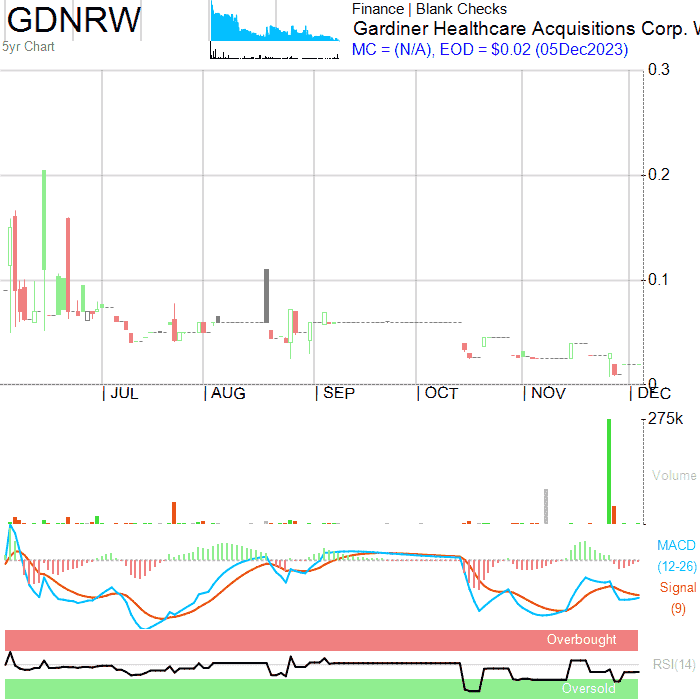 GDNRW
5yr Chart
Finance | Blank Checks
Gardiner Healthcare Acquisitions Corp. W
MC = (N/A), EOD = $0.02 (05Dec2023)
0.3
0.2
0.1
0
| JUL | AUG | SEP | OCT | NOV | DEC
275k
Volume
MACD
(12-26)
Signal
(9)
Overbought
RSI(14)
Oversold